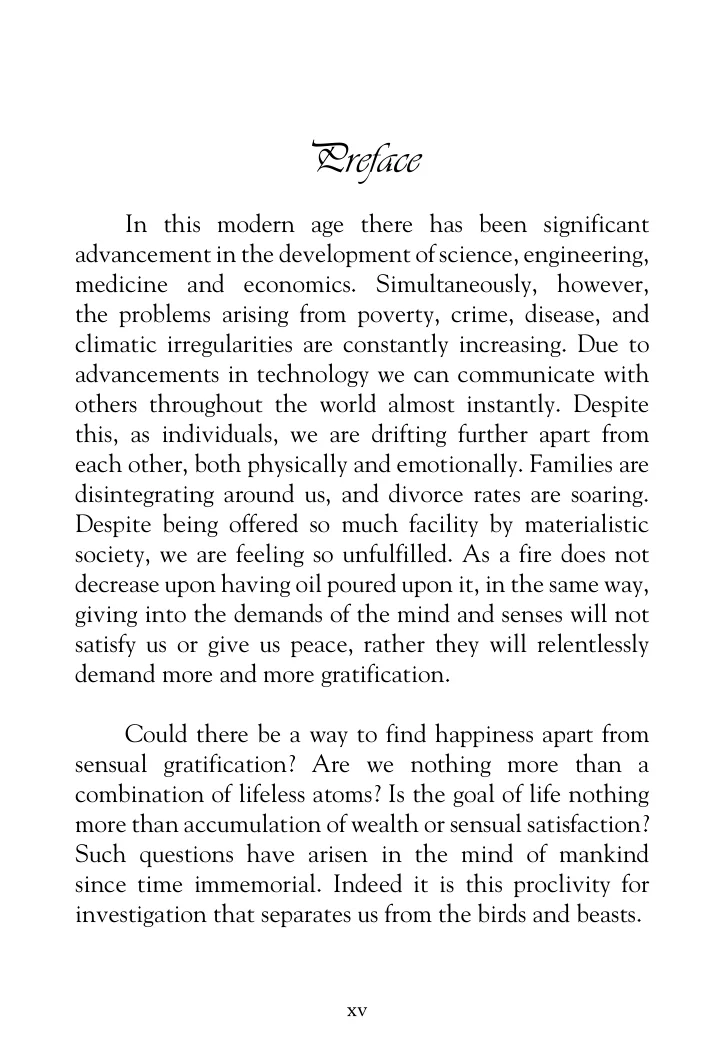 Preface
In this modern age there has been significant
advancement in the development of science, engineering,
medicine and economics. Simultaneously, however,
the problems arising from poverty, crime, disease, and
climatic irregularities are constantly increasing. Due to
advancements in technology we can communicate with
others throughout the world almost instantly. Despite
this, as individuals, we are drifting further apart from
each other, both physically and emotionally. Families are
disintegrating around us, and divorce rates are soaring.
Despite being offered so much facility by materialistic
society, we are feeling so unfulfilled. As a fire does not
decrease upon having oil poured upon it, in the same way,
giving into the demands of the mind and senses will not
satisfy us or give us peace, rather they will relentlessly
demand more and more gratification.
Could there be a way to find happiness apart from
sensual gratification? Are we nothing more than a
combination of lifeless atoms? Is the goal of life nothing
more than accumulation of wealth or sensual satisfaction?
Such questions have arisen in the mind of mankind
since time immemorial. Indeed it is this proclivity for
investigation that separates us from the birds and beasts.
xv